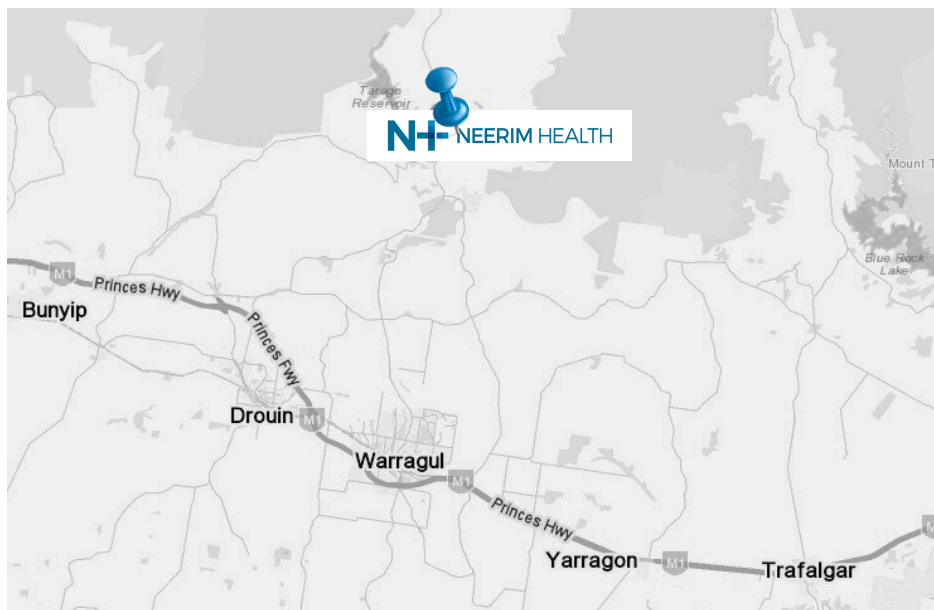 Tarago
Reservoir
N+ NEERIM HEALTH
Mount T
Blue Rock
Lake
M1
Princes Hwy
Bunyip
Princes Fwy
Drouin
M1
Warragul
M1
Princes Hwy
Yarragon
M1
Trafalgar
M